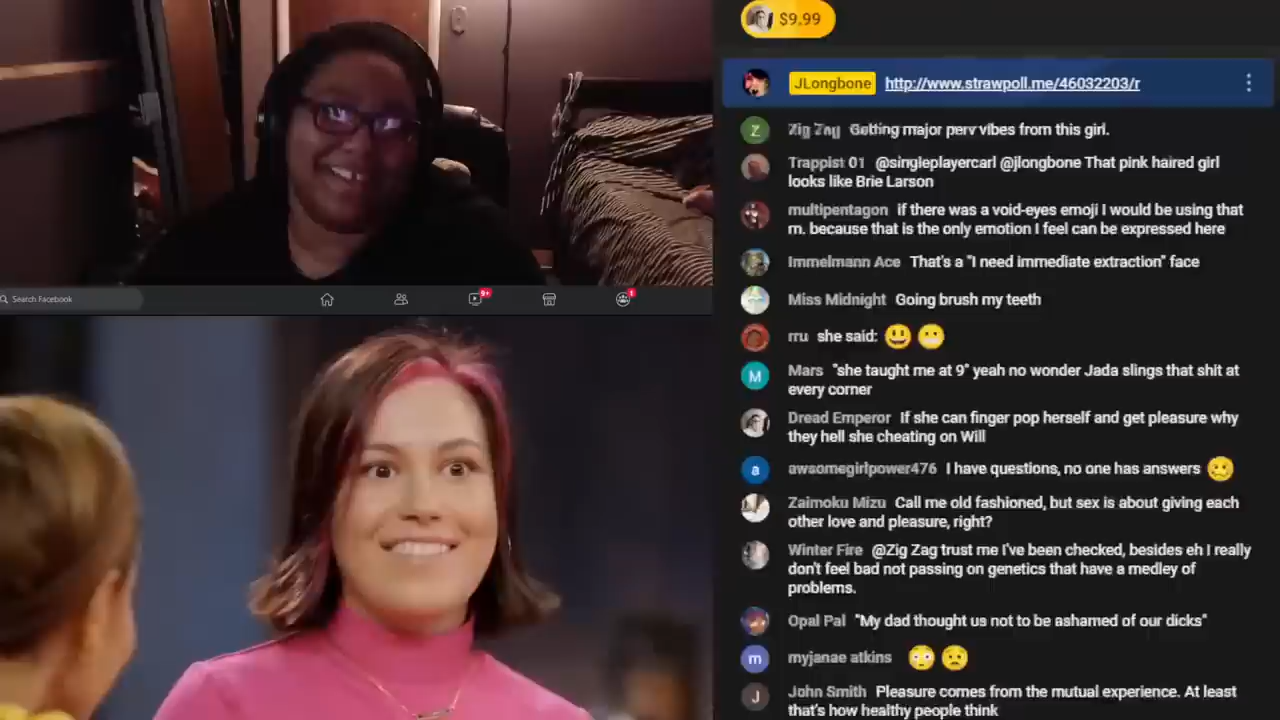 $9.99
JLongbone http://www.strawpoll.me/46032203/r
Getting major perv vibes from this girl.
Trappist 01 @singleplayercarl @jlongbone That pink haired girl
looks like Brie Larson
multipentagon if there was a void-eyes emoji I would be using that
rn. because that is the only emotion I feel can be expressed here
Immelmann Ace That's a "I need immediate extraction" face
Miss Midnight Going brush my teeth
rru she said: 😃 😬
Mars "she taught me at 9" yeah no wonder Jada slings that shit at
every corner
Dread Emperor If she can finger pop herself and get pleasure why
they hell she cheating on Will
awsomegirlpower476 I have questions, no one has answers 🥴
Zaimoku Mizu Call me old fashioned, but sex is about giving each
other love and pleasure, right?
Winter Fire @Zig Zag trust me I've been checked, besides eh I really
don't feel bad not passing on genetics that have a medley of
problems.
Opal Pal "My dad thought us not to be ashamed of our dicks"
myjanae atkins 😳 😟
John Smith Pleasure comes from the mutual experience. At least
that's how healthy people think
Search Facebook
9+
1
Z
M
a
m
J